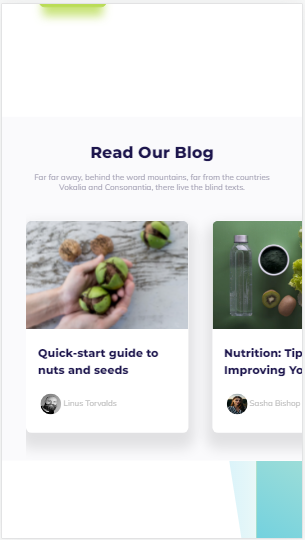 Read Our Blog
Far far away, behind the word mountains, far from the countries
Vokalia and Consonantia, there live the blind texts.
Quick-start guide to
nuts and seeds
Linus Torvalds
Nutrition: Tip
Improving Yo
Sasha Bishop